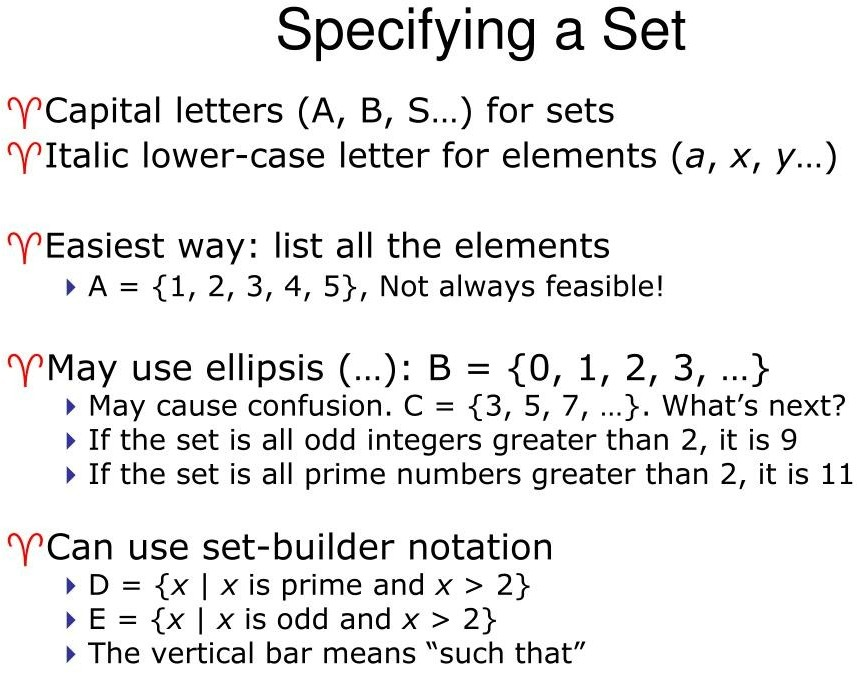 Specifying a Set
♈Capital letters (A, B, S…) for sets
♈Italic lower-case letter for elements (a, x, y…)
♈Easiest way: list all the elements
A = {1, 2, 3, 4, 5}, Not always feasible!
♈May use ellipsis (…): B = {0, 1, 2, 3, …}
May cause confusion. C = {3, 5, 7, …}. What’s next?
If the set is all odd integers greater than 2, it is 9
If the set is all prime numbers greater than 2, it is 11
♈Can use set-builder notation
D = {x | x is prime and x > 2}
E = {x | x is odd and x > 2}
The vertical bar means “such that”